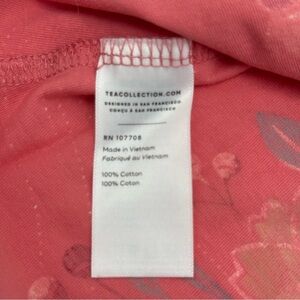 TEACOLLECTION.COM
DESIGNED IN SAN FRANCISCO
CONÇU À SAN FRANCISCO
RN 107708
Made in Vietnam
Fabriqué au Vietnam
100% Cotton
100% Coton